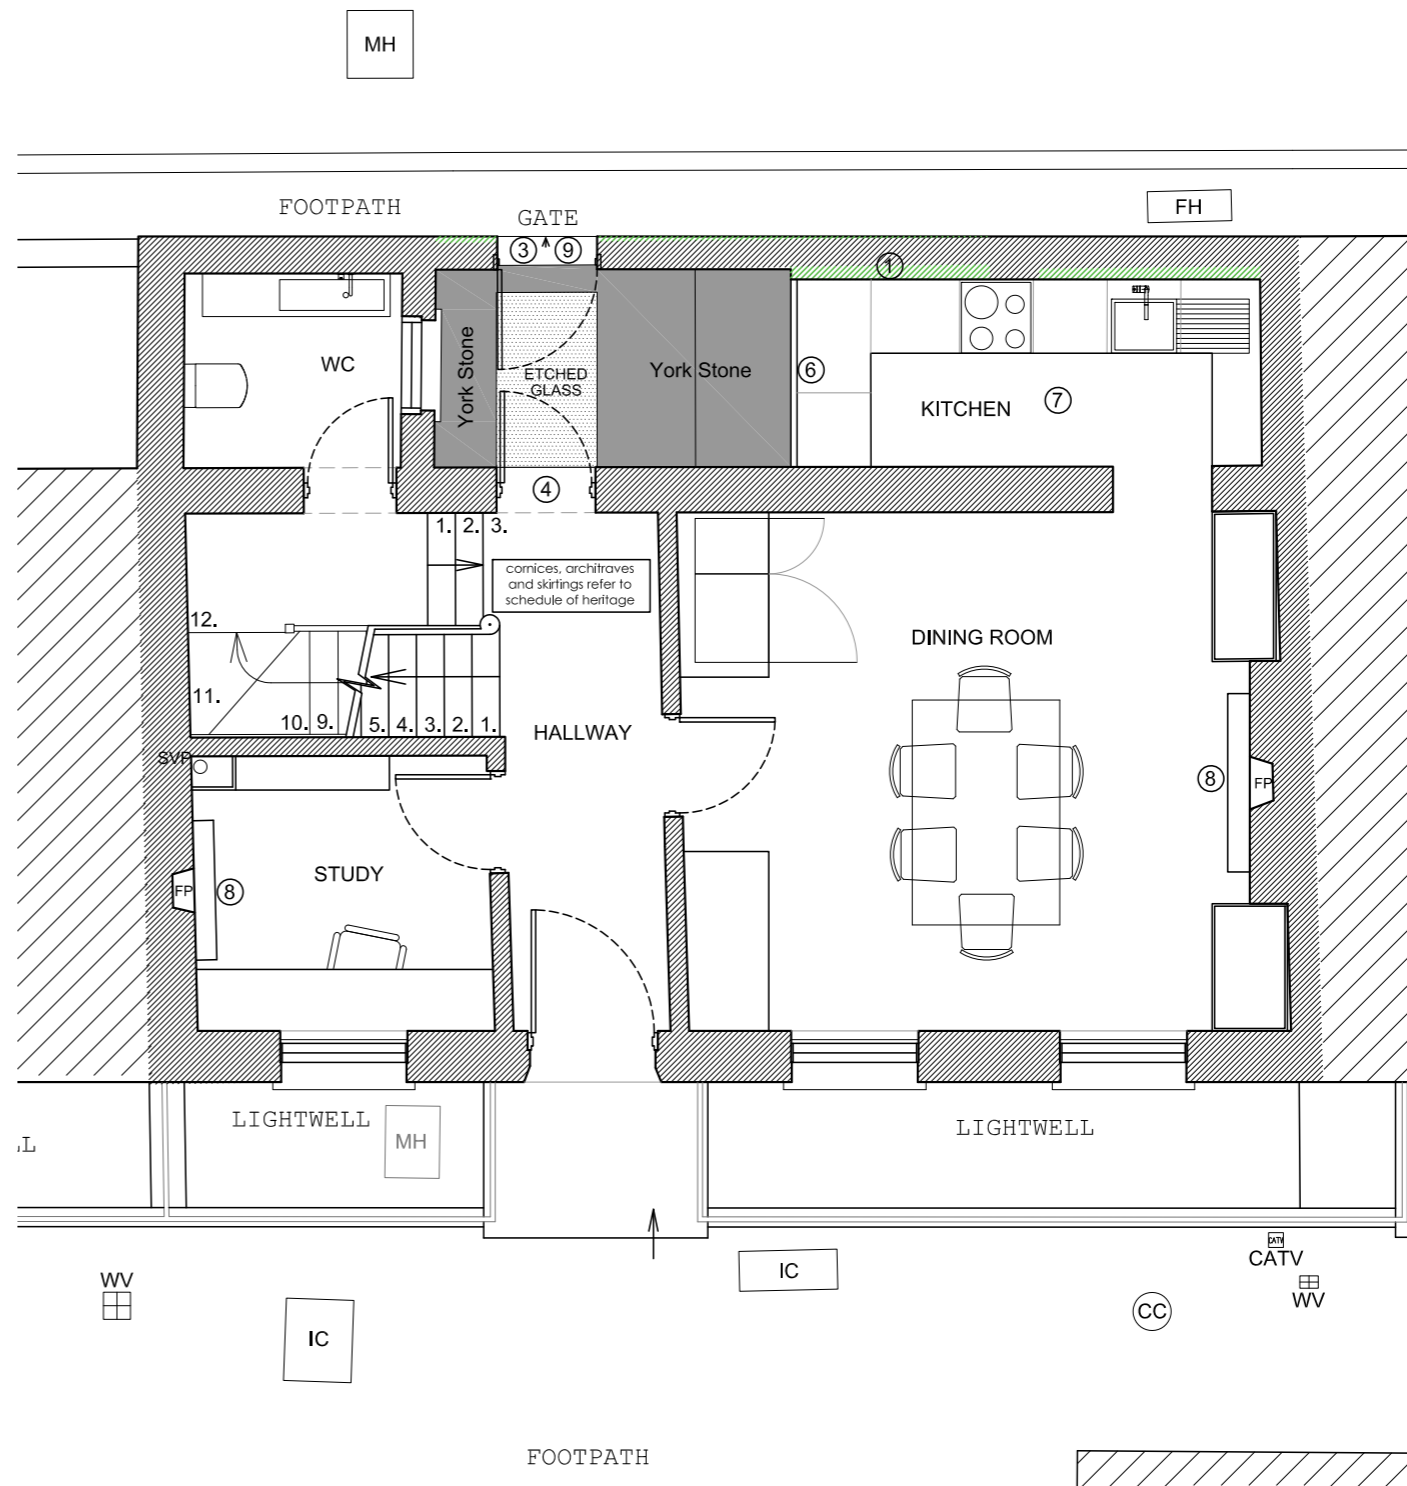 MH
FOOTPATH
GATE
FH
3
9
1
WC
York Stone
ETCHED
GLASS
York Stone
6
KITCHEN
7
4
1. 2. 3.
cornices, architraves
and skirtings refer to
schedule of heritage
12.
DINING ROOM
11.
10. 9. 5. 4. 3. 2. 1.
HALLWAY
SVP
8
FP
STUDY
FP
8
LIGHTWELL
MH
LIGHTWELL
LL
CATV
CATV
WV
IC
WV
CC
IC
FOOTPATH